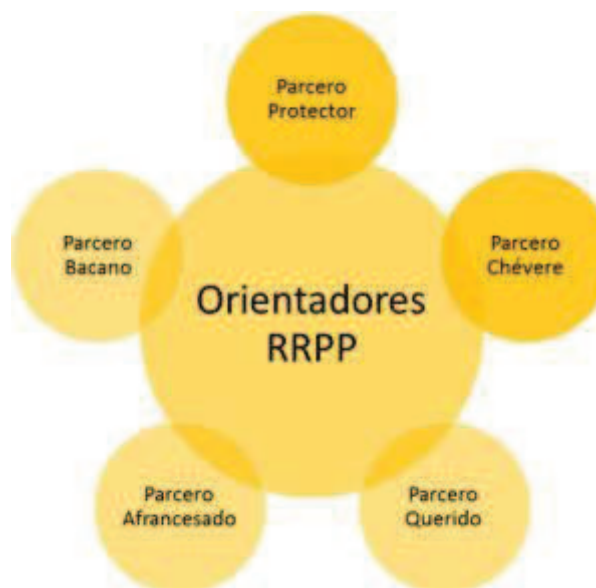 Parcero
Protector
Parcero
Bacano
Parcero
Chévere
Orientadores
RRPP
Parcero
Afrancesado
Parcero
Querido